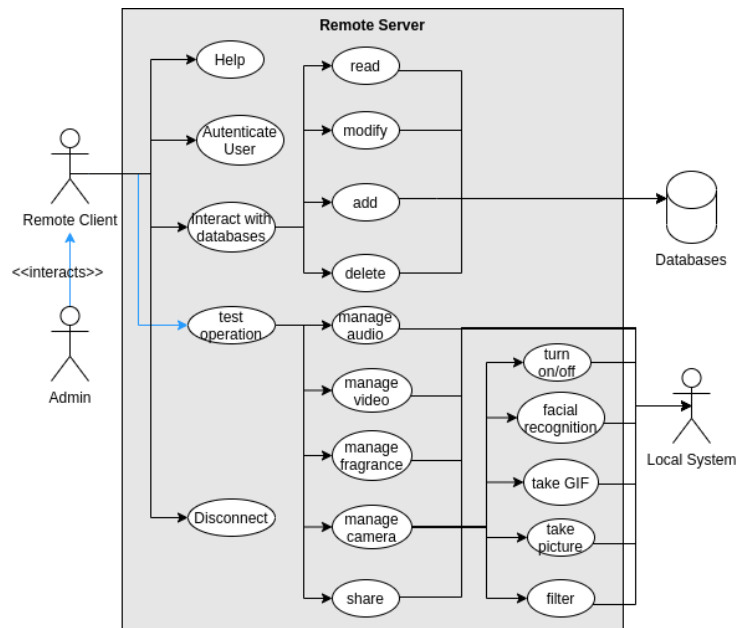 Remote Server
Help
read
Autenticate
User
modify
Remote Client
Interact with
databases
add
Databases
<<interacts>>
delete
test
operation
manage
audio
turn
on/off
Admin
manage
video
facial
recognition
Local System
manage
fragrance
take GIF
Disconnect
manage
camera
take
picture
share
filter